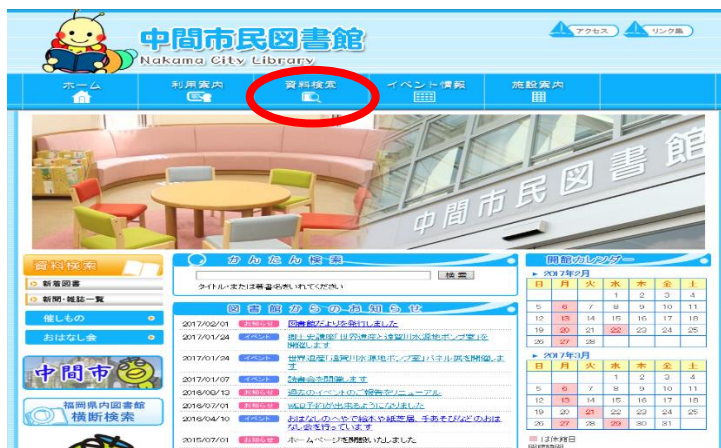 中間市民図書館
Nakama City Library
アクセス
リンク集
ホーム
利用案内
資料検索
イベント情報
施設案内
中間市民図書館
資料検索
新着図書
新聞・雑誌一覧
催しもの
おはなし会
中間市
福岡県内図書館
横断検索
かんたん検索
検索
タイトル・または著者名をいれてください
図書館からのお知らせ
2017/02/01 お知らせ 図書館だよりを発行しました
2017/01/24 イベント 郷土史講座「世界遺産と遠賀川水源地ポンプ室」を
開催します
2017/01/24 イベント 世界遺産「遠賀川水源地ポンプ室」パネル展を開催しま
す
2017/01/07 イベント 読書会を開催します
2016/09/13 お知らせ 過去のイベントのご報告をリニューアル
2016/07/01 お知らせ WEB予約が出来るようになりました
2016/04/10 イベント おはなしのへやで絵本や紙芝居、手あそびなどのおは
なし会を行っています
2015/07/01 お知らせ ホームページを開設いたしました
開館カレンダー
2017年2月
日 月 火 水 木 金 土
1 2 3 4
5 6 7 8 9 10 11
12 13 14 15 16 17 18
19 20 21 22 23 24 25
26 27 28
2017年3月
日 月 火 水 木 金 土
1 2 3 4
5 6 7 8 9 10 11
12 13 14 15 16 17 18
19 20 21 22 23 24 25
26 27 28 29 30 31
は休館日